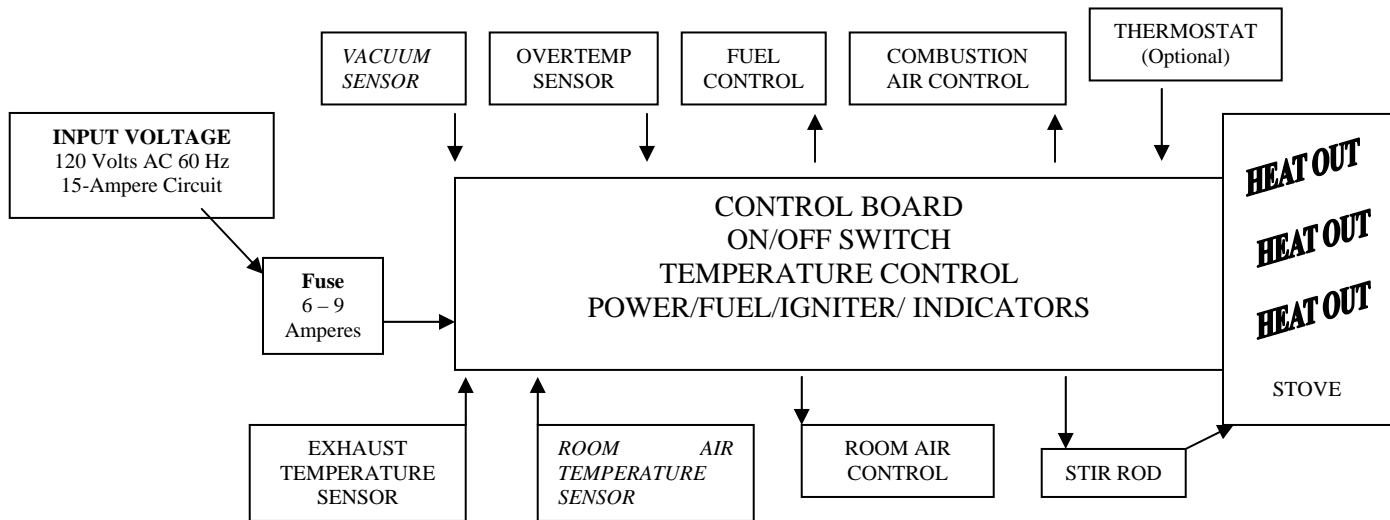 VACUUM
SENSOR
OVERTEMP
SENSOR
FUEL
CONTROL
COMBUSTION
AIR CONTROL
THERMOSTAT
(Optional)
INPUT VOLTAGE
120 Volts AC 60 Hz
15-Ampere Circuit
Fuse
6 – 9
Amperes
CONTROL BOARD
ON/OFF SWITCH
TEMPERATURE CONTROL
POWER/FUEL/IGNITER/ INDICATORS
HEAT OUT
HEAT OUT
HEAT OUT
STOVE
EXHAUST
TEMPERATURE
SENSOR
ROOM AIR
TEMPERATURE
SENSOR
ROOM AIR
CONTROL
STIR ROD